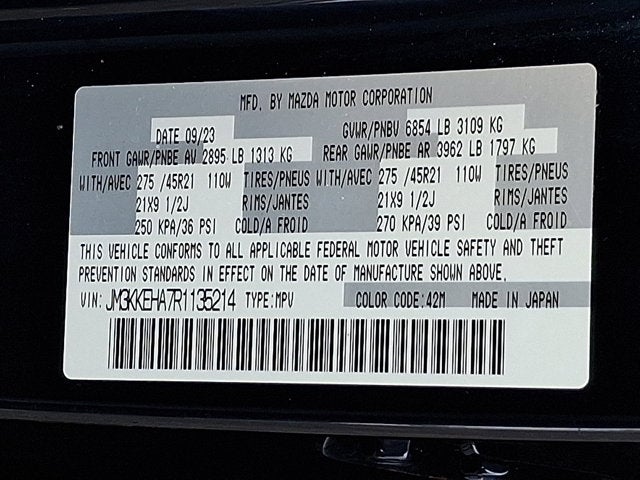 MFD. BY MAZDA MOTOR CORPORATION
DATE 09/23 GVWR/PNBV 6854 LB 3109 KG
FRONT GAWR/PNBE AV 2895 LB 1313 KG REAR GAWR/PNBE AR 3962 LB 1797 KG
WITH/AVEC 275 /45R21 110W TIRES/PNEUS WITH/AVEC 275 /45R21 110W TIRES/PNEUS
21X9 1/2J RIMS/JANTES 21X9 1/2J RIMS/JANTES
250 KPA/36 PSI COLD/A FROID 270 KPA/39 PSI COLD/A FROID
THIS VEHICLE CONFORMS TO ALL APPLICABLE FEDERAL MOTOR VEHICLE SAFETY AND THEFT
PREVENTION STANDARDS IN EFFECT ON THE DATE OF MANUFACTURE SHOWN ABOVE.
VIN: JM3KKEHA7R1135214 TYPE:MPV COLOR CODE:42M MADE IN JAPAN